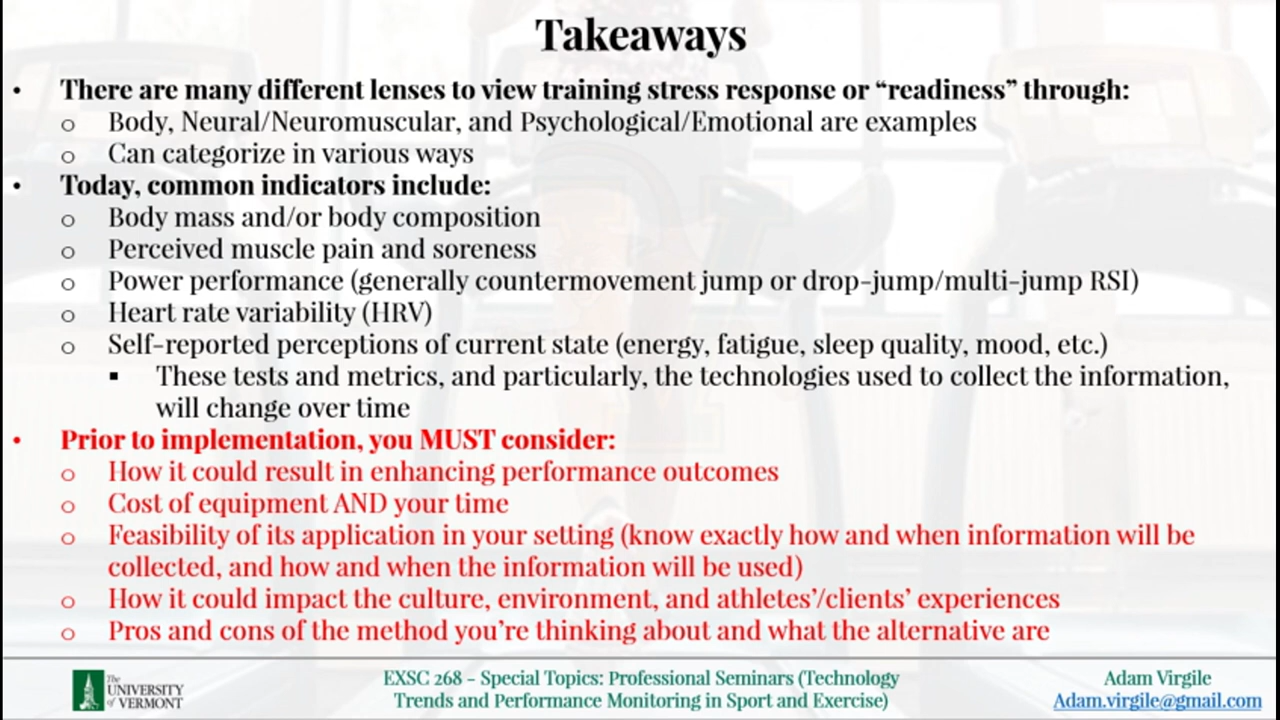 Takeaways
• There are many different lenses to view training stress response or “readiness” through:
o Body, Neural/Neuromuscular, and Psychological/Emotional are examples
o Can categorize in various ways
• Today, common indicators include:
o Body mass and/or body composition
o Perceived muscle pain and soreness
o Power performance (generally countermovement jump or drop-jump/multi-jump RSI)
o Heart rate variability (HRV)
o Self-reported perceptions of current state (energy, fatigue, sleep quality, mood, etc.)
▪ These tests and metrics, and particularly, the technologies used to collect the information,
will change over time
• Prior to implementation, you MUST consider:
o How it could result in enhancing performance outcomes
o Cost of equipment AND your time
o Feasibility of its application in your setting (know exactly how and when information will be
collected, and how and when the information will be used)
o How it could impact the culture, environment, and athletes’/clients’ experiences
o Pros and cons of the method you’re thinking about and what the alternative are
The
UNIVERSITY
of VERMONT
EXSC 268 – Special Topics: Professional Seminars (Technology
Trends and Performance Monitoring in Sport and Exercise)
Adam Virgile
Adam.virgile@gmail.com